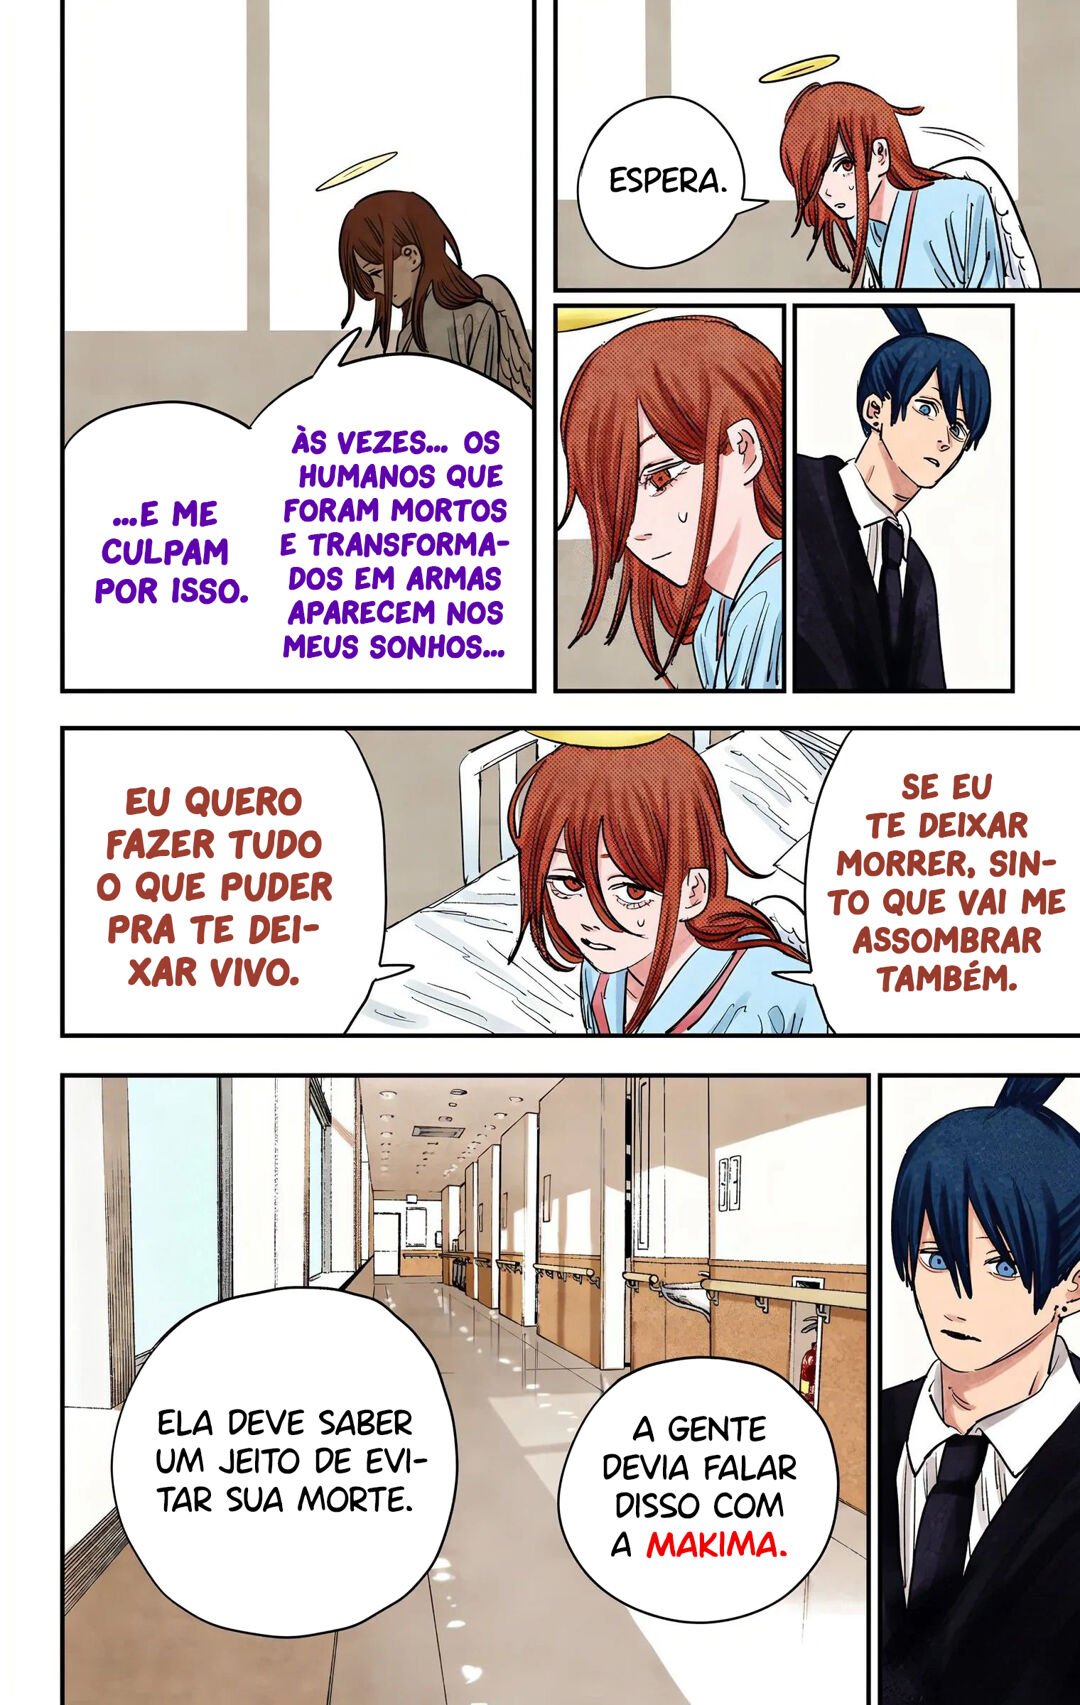 ESPERA.
ÀS VEZES... OS
HUMANOS QUE
FORAM MORTOS
E TRANSFORMA-
DOS EM ARMAS
APARECEM NOS
MEUS SONHOS...
...E ME
CULPAM
POR ISSO.
SE EU
TE DEIXAR
MORRER, SIN-
TO QUE VAI ME
ASSOMBRAR
TAMBÉM.
EU QUERO
FAZER TUDO
O QUE PUDER
PRA TE DEI-
XAR VIVO.
A GENTE
DEVIA FALAR
DISSO COM
A MAKIMA.
ELA DEVE SABER
UM JEITO DE EVI-
TAR SUA MORTE.